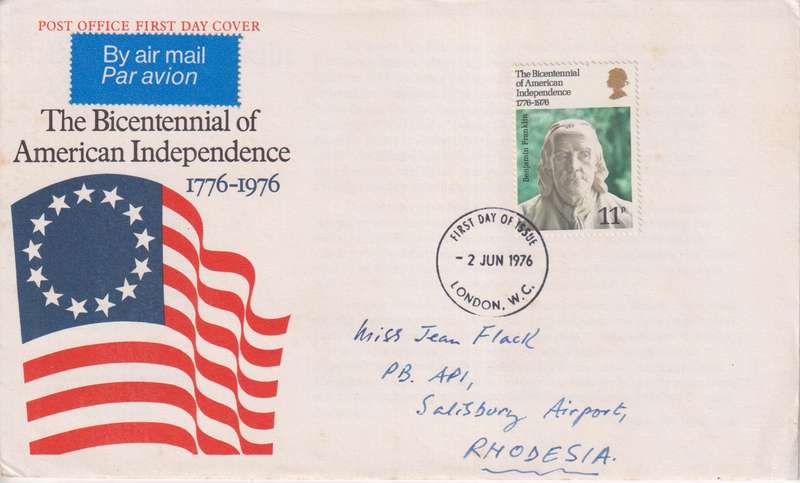 POST OFFICE FIRST DAY COVER
By air mail
Par avion
The Bicentennial of
American Independence
1776-1976
The Bicentennial
of American
Independence
1776-1976
Benjamin Franklin
11P
FIRST DAY OF ISSUE
- 2 JUN 1976
LONDON, W.C.
Miss Jean Flack
P.B. AP1,
Salisbury Airport,
RHODESIA.